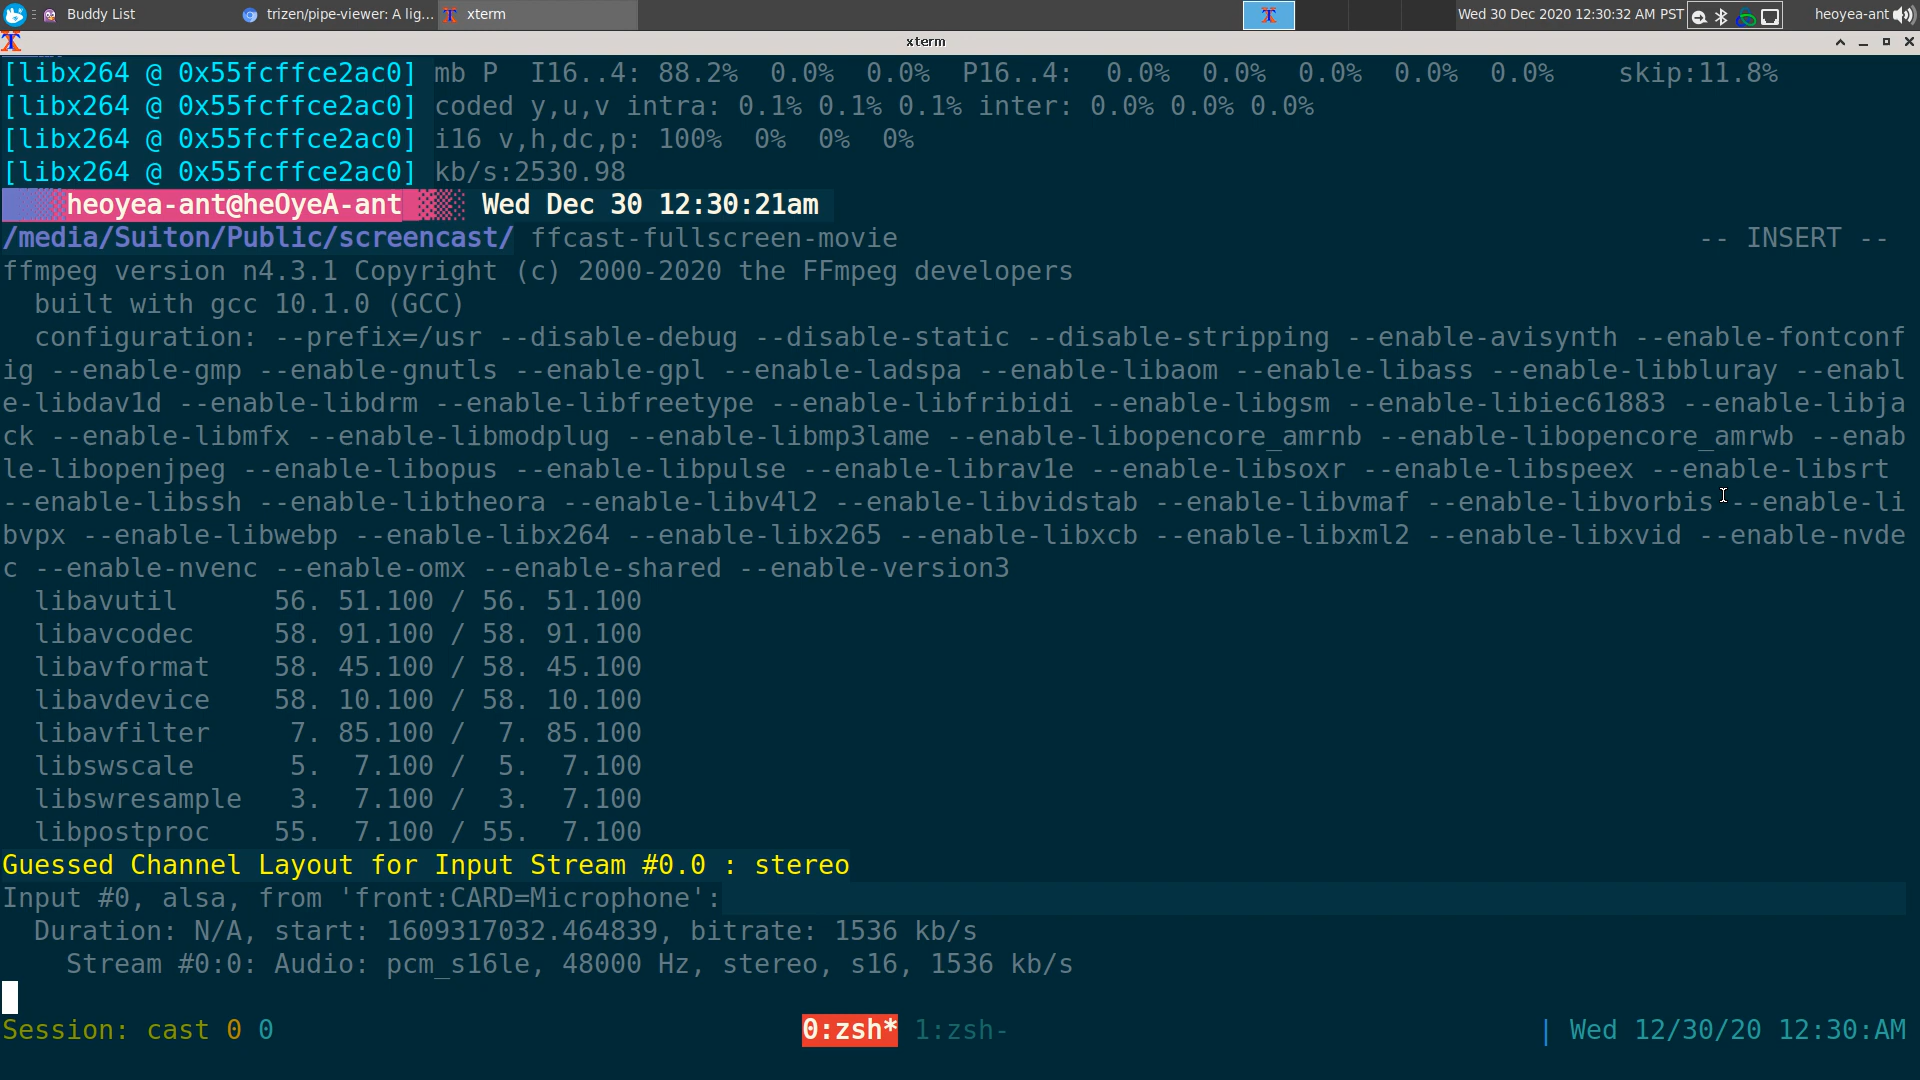 Buddy List
trizen/pipe-viewer: A lig...
xterm
Wed 30 Dec 2020 12:30:32 AM PST
heoyea-ant
xterm
[libx264 @ 0x55fcffce2ac0] mb P  I16..4: 88.2%  0.0%  0.0%  P16..4:  0.0%  0.0%  0.0%  0.0%  0.0%    skip:11.8%
[libx264 @ 0x55fcffce2ac0] coded y,u,v intra: 0.1% 0.1% 0.1% inter: 0.0% 0.0% 0.0%
[libx264 @ 0x55fcffce2ac0] i16 v,h,dc,p: 100%  0%  0%  0%
[libx264 @ 0x55fcffce2ac0] kb/s:2530.98
heoyea-ant@heOyeA-ant Wed Dec 30 12:30:21am
/media/Suiton/Public/screencast/ ffcast-fullscreen-movie -- INSERT --
ffmpeg version n4.3.1 Copyright (c) 2000-2020 the FFmpeg developers
  built with gcc 10.1.0 (GCC)
  configuration: --prefix=/usr --disable-debug --disable-static --disable-stripping --enable-avisynth --enable-fontconf
ig --enable-gmp --enable-gnutls --enable-gpl --enable-ladspa --enable-libaom --enable-libass --enable-libbluray --enabl
e-libdav1d --enable-libdrm --enable-libfreetype --enable-libfribidi --enable-libgsm --enable-libiec61883 --enable-libja
ck --enable-libmfx --enable-libmodplug --enable-libmp3lame --enable-libopencore_amrnb --enable-libopencore_amrwb --enab
le-libopenjpeg --enable-libopus --enable-libpulse --enable-librav1e --enable-libsoxr --enable-libspeex --enable-libsrt
--enable-libssh --enable-libtheora --enable-libv4l2 --enable-libvidstab --enable-libvmaf --enable-libvorbis --enable-li
bvpx --enable-libwebp --enable-libx264 --enable-libx265 --enable-libxcb --enable-libxml2 --enable-libxvid --enable-nvde
c --enable-nvenc --enable-omx --enable-shared --enable-version3
  libavutil      56. 51.100 / 56. 51.100
  libavcodec     58. 91.100 / 58. 91.100
  libavformat    58. 45.100 / 58. 45.100
  libavdevice    58. 10.100 / 58. 10.100
  libavfilter     7. 85.100 /  7. 85.100
  libswscale      5.  7.100 /  5.  7.100
  libswresample   3.  7.100 /  3.  7.100
  libpostproc    55.  7.100 / 55.  7.100
Guessed Channel Layout for Input Stream #0.0 : stereo
Input #0, alsa, from 'front:CARD=Microphone':
  Duration: N/A, start: 1609317032.464839, bitrate: 1536 kb/s
    Stream #0:0: Audio: pcm_s16le, 48000 Hz, stereo, s16, 1536 kb/s
Session: cast 0 0 0:zsh* 1:zsh- | Wed 12/30/20 12:30:AM